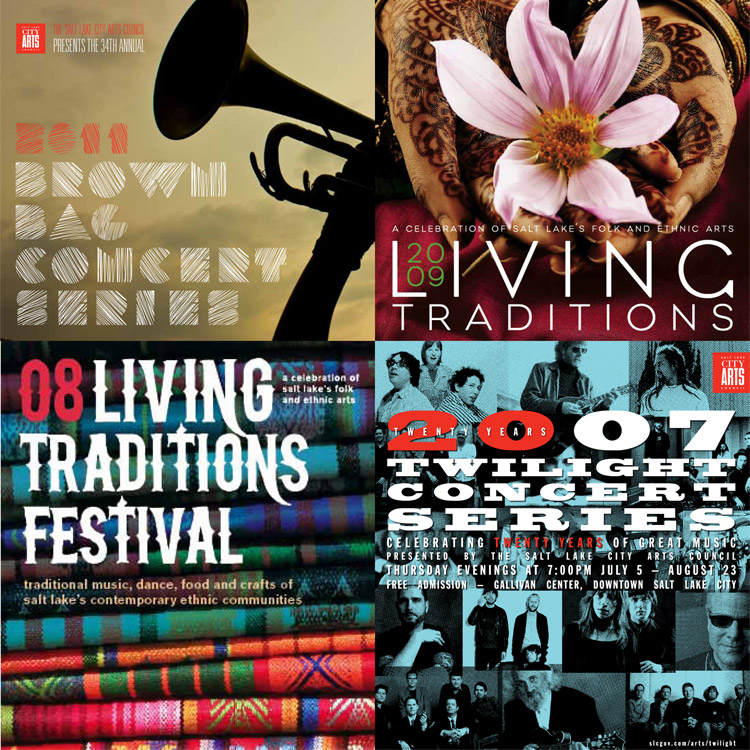 SALT LAKE
CITY
ARTS
COUNCIL
THE SALT LAKE CITY ARTS COUNCIL
PRESENTS THE 34TH ANNUAL
2011
BROWN
BAG
CONCERT
SERIES
A CELEBRATION OF SALT LAKE'S FOLK AND ETHNIC ARTS
2009
LIVING
TRADITIONS
08 LIVING
TRADITIONS
FESTIVAL
a celebration of
salt lake's folk
and ethnic arts
traditional music, dance, food and crafts of
salt lake's contemporary ethnic communities
SALT LAKE
CITY
ARTS
COUNCIL
2007
TWENTY YEARS
TWILIGHT
CONCERT
SERIES
CELEBRATING TWENTY YEARS OF GREAT MUSIC
PRESENTED BY THE SALT LAKE CITY ARTS COUNCIL
THURSDAY EVENINGS AT 7:00PM JULY 5 – AUGUST 23
FREE ADMISSION – GALLIVAN CENTER, DOWNTOWN SALT LAKE CITY
slcgov.com/arts/twilight